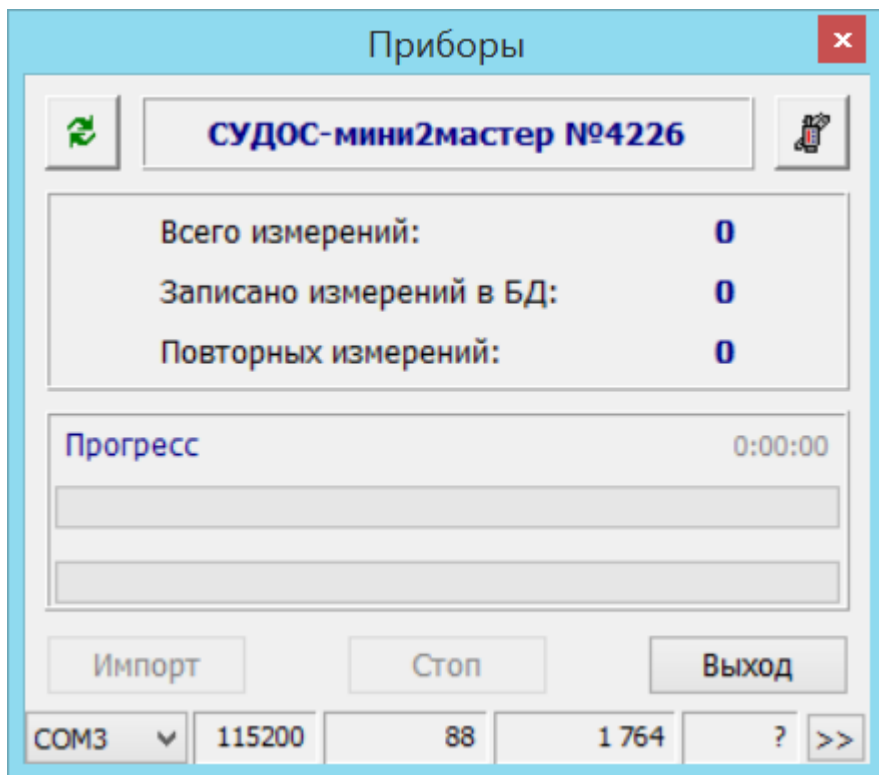 Приборы
СУДОС-мини2мастер №4226
Всего измерений: 0
Записано измерений в БД: 0
Повторных измерений: 0
Прогресс 0:00:00
Импорт Стоп Выход
COM3 115200 88 1 764 ? >>